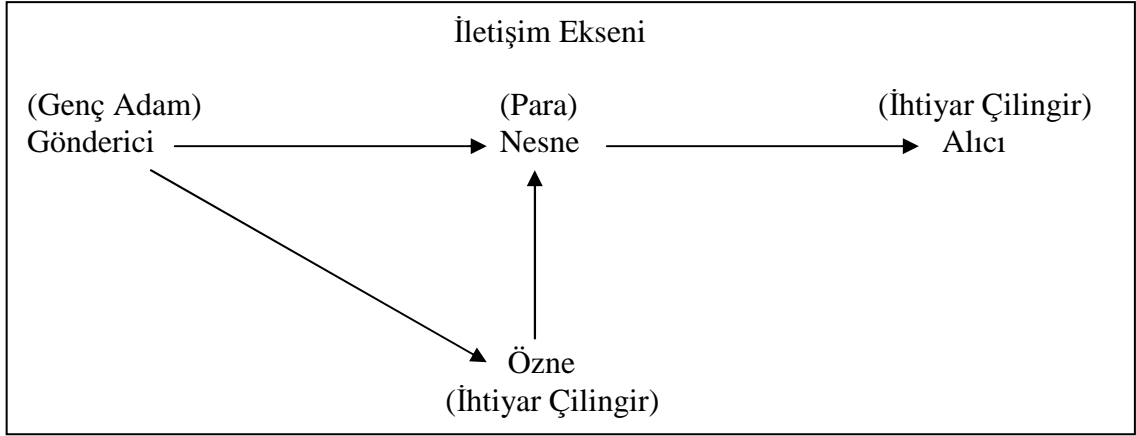 İletişim Ekseni
(Genç Adam) (Para) (İhtiyar Çilingir)
Gönderici Nesne Alıcı
Özne
(İhtiyar Çilingir)